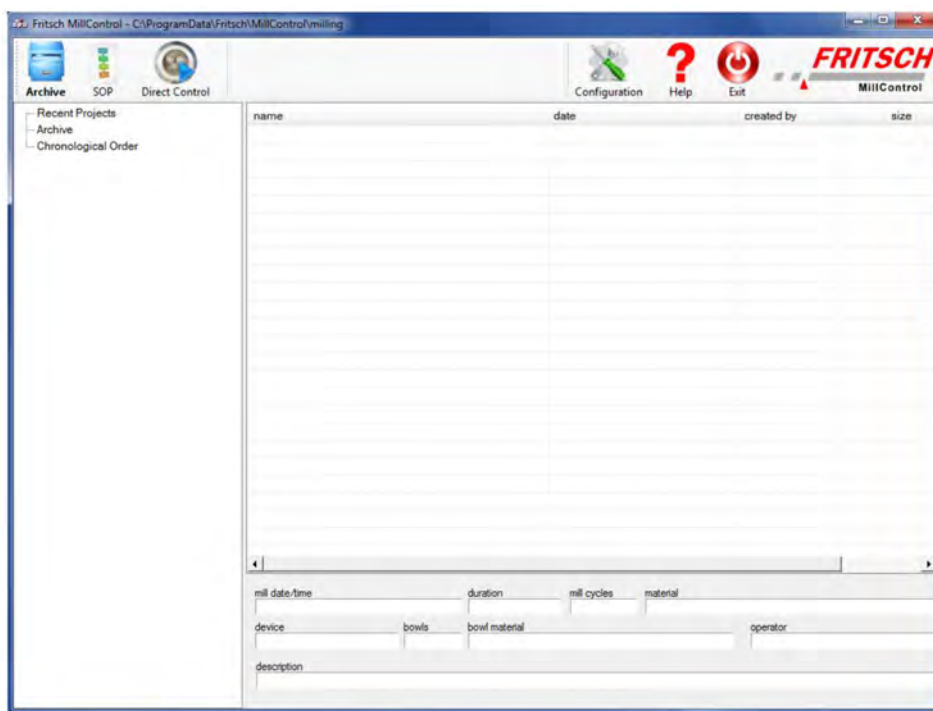 Fritsch MillControl - C:\ProgramData\Fritsch\MillControl\milling
Archive SOP Direct Control Configuration Help Exit
FRITSCH
MillControl
Recent Projects
Archive
Chronological Order
name date created by size
mill date/time duration mill cycles material
device bowls bowl material operator
description